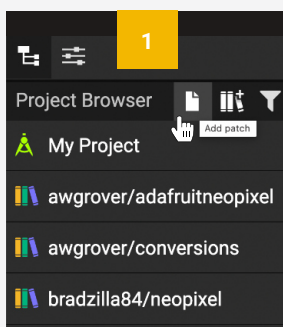 1
Project Browser
Add patch
My Project
awgrover/adafruitneopixel
awgrover/conversions
bradzilla84/neopixel